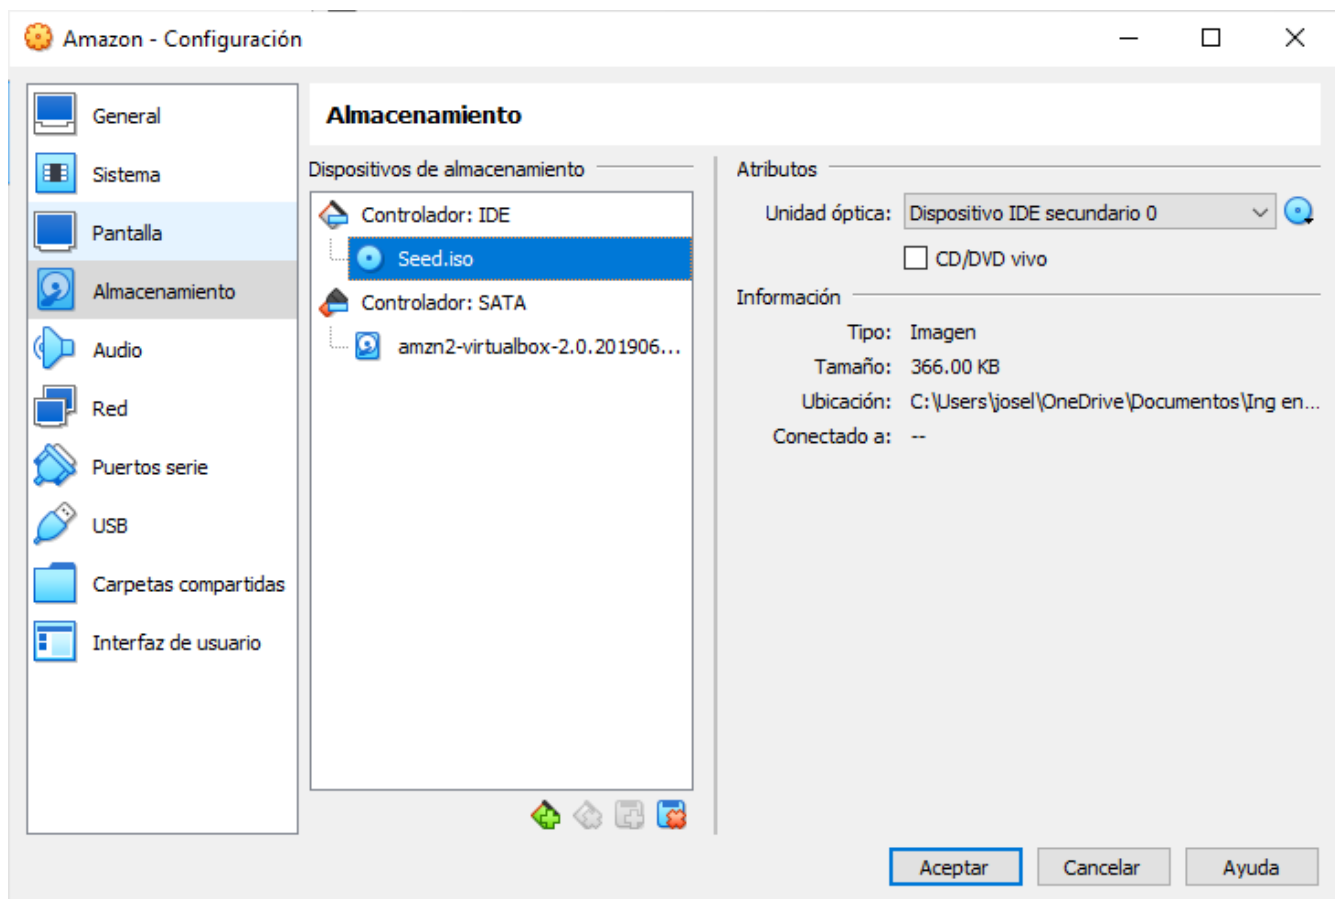 Amazon - Configuración
General
Sistema
Pantalla
Almacenamiento
Audio
Red
Puertos serie
USB
Carpetas compartidas
Interfaz de usuario
Almacenamiento
Dispositivos de almacenamiento
Controlador: IDE
Seed.iso
Controlador: SATA
amzn2-virtualbox-2.0.201906...
Atributos
Unidad óptica: Dispositivo IDE secundario 0
CD/DVD vivo
Información
Tipo: Imagen
Tamaño: 366.00 KB
Ubicación: C:\Users\josel\OneDrive\Documentos\Ing en...
Conectado a: --
Aceptar Cancelar Ayuda